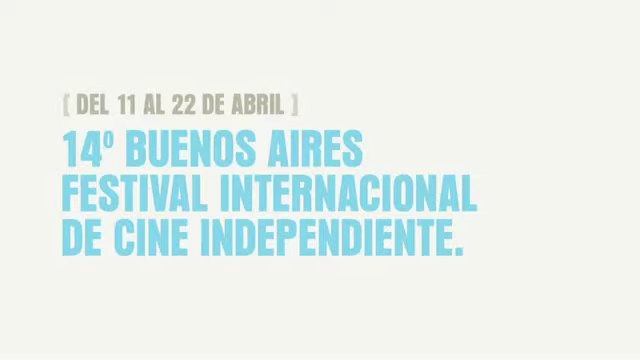 [ DEL 11 AL 22 DE ABRIL ]
14º BUENOS AIRES
FESTIVAL INTERNACIONAL
DE CINE INDEPENDIENTE.